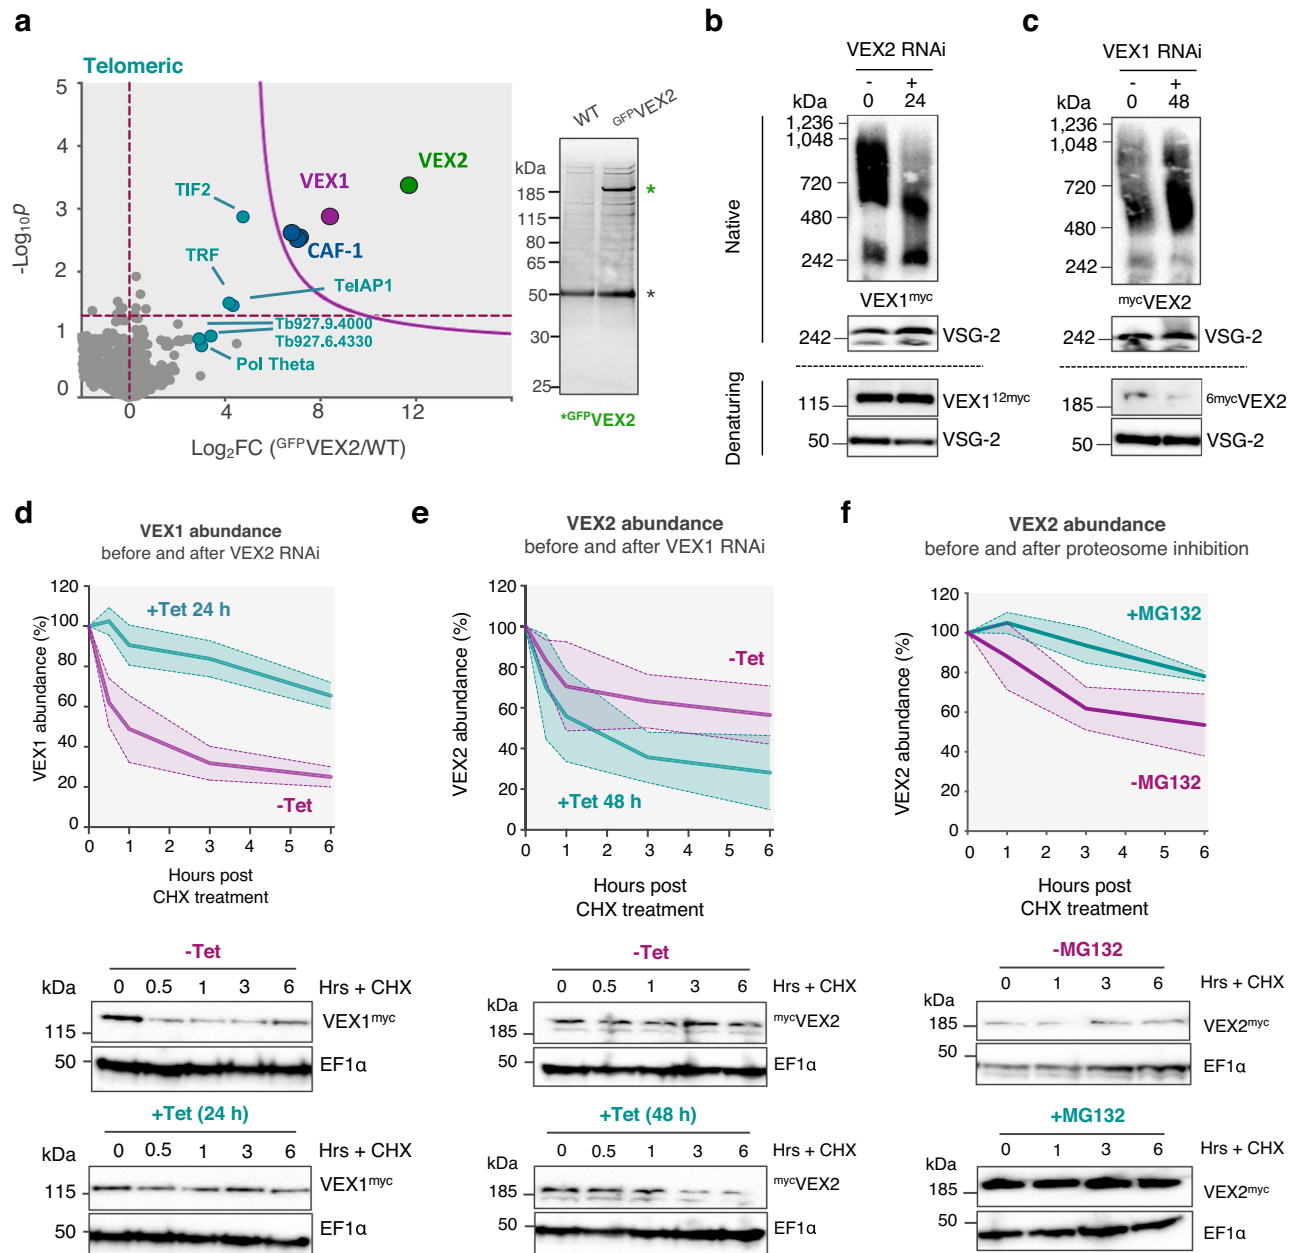 a
Telomeric
5
4
3
2
1
0
-Log10p
TIF2
VEX1
VEX2
CAF-1
TRF
TelAP1
Tb927.9.4000
Tb927.6.4330
Pol Theta
0 4 8 12
Log2FC (GFPVEX2/WT)
WT GFPVEX2
kDa
185
115
80
65
50
30
25
*
*
*GFPVEX2
b
VEX2 RNAi
- +
kDa 0 24
1,236
1,048
720
480
242
Native
VEX1myc
242 VSG-2
Denaturing
115 VEX112myc
50 VSG-2
c
VEX1 RNAi
- +
kDa 0 48
1,236
1,048
720
480
242
mycVEX2
242 VSG-2
185 6mycVEX2
50 VSG-2
d
VEX1 abundance
before and after VEX2 RNAi
120
100
80
60
40
20
0
VEX1 abundance (%)
+Tet 24 h
-Tet
0 1 2 3 4 5 6
Hours post
CHX treatment
-Tet
kDa 0 0.5 1 3 6 Hrs + CHX
115 VEX1myc
50 EF1α
+Tet (24 h)
kDa 0 0.5 1 3 6 Hrs + CHX
115 VEX1myc
50 EF1α
e
VEX2 abundance
before and after VEX1 RNAi
120
100
80
60
40
20
0
VEX2 abundance (%)
-Tet
+Tet 48 h
0 1 2 3 4 5 6
Hours post
CHX treatment
-Tet
kDa 0 0.5 1 3 6 Hrs + CHX
185 mycVEX2
50 EF1α
+Tet (48 h)
kDa 0 0.5 1 3 6 Hrs + CHX
185 mycVEX2
50 EF1α
f
VEX2 abundance
before and after proteosome inhibition
120
100
80
60
40
20
0
VEX2 abundance (%)
+MG132
-MG132
0 1 2 3 4 5 6
Hours post
CHX treatment
-MG132
kDa 0 1 3 6 Hrs + CHX
185 VEX2myc
50 EF1α
+MG132
kDa 0 1 3 6 Hrs + CHX
185 VEX2myc
50 EF1α